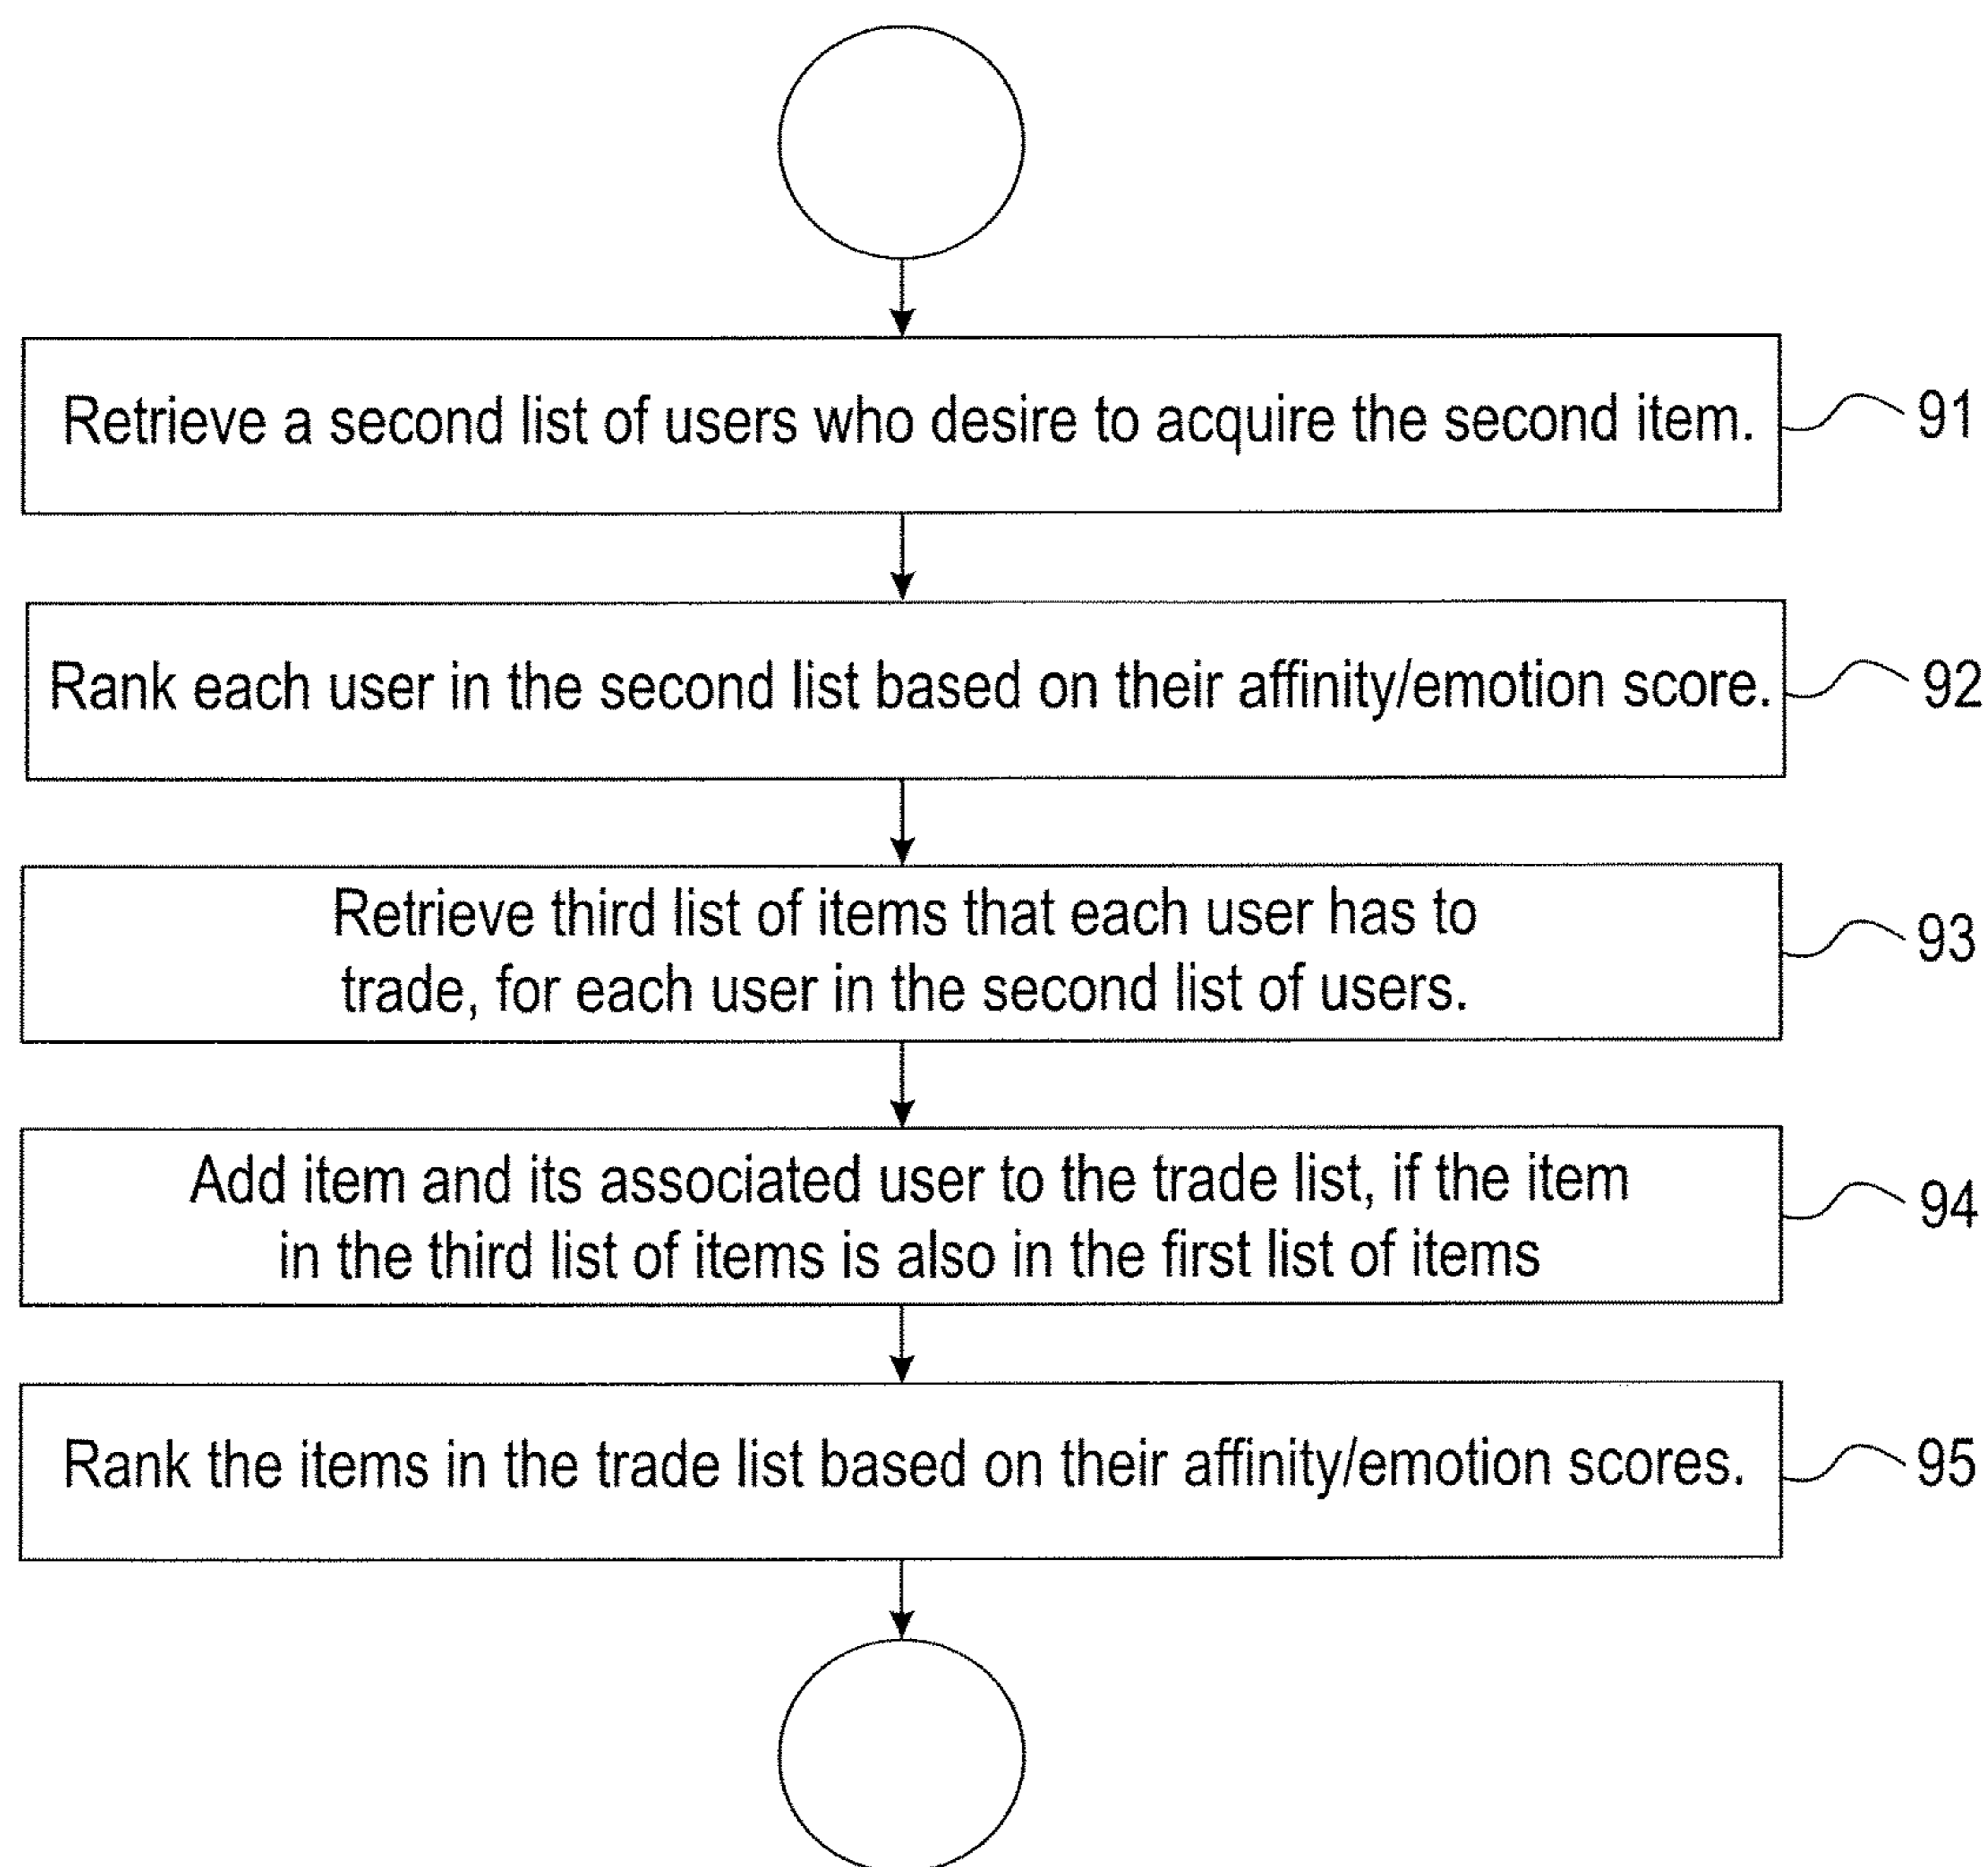 Retrieve a second list of users who desire to acquire the second item.
91
Rank each user in the second list based on their affinity/emotion score.
92
Retrieve third list of items that each user has to
trade, for each user in the second list of users.
93
Add item and its associated user to the trade list, if the item
in the third list of items is also in the first list of items
94
Rank the items in the trade list based on their affinity/emotion scores.
95